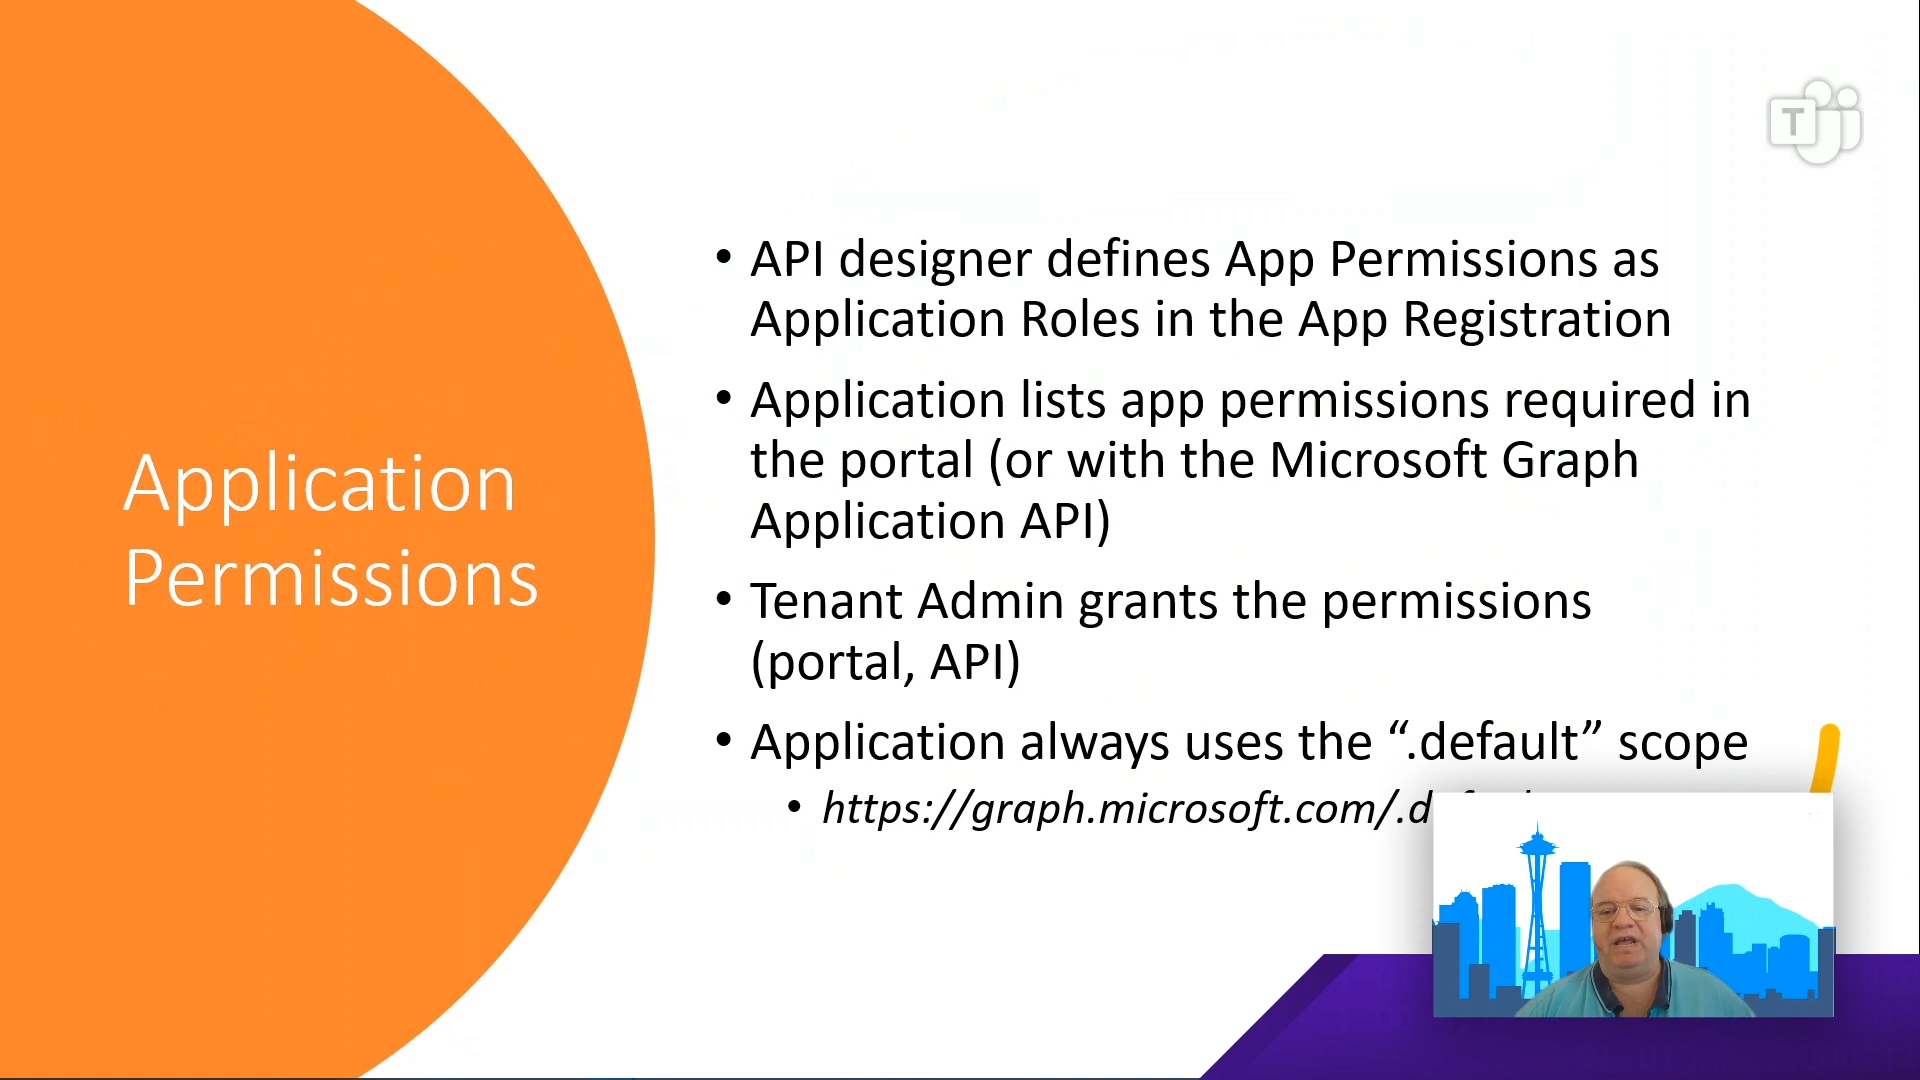 Application
Permissions
• API designer defines App Permissions as
Application Roles in the App Registration
• Application lists app permissions required in
the portal (or with the Microsoft Graph
Application API)
• Tenant Admin grants the permissions
(portal, API)
• Application always uses the “.default” scope
• https://graph.microsoft.com/.d
T